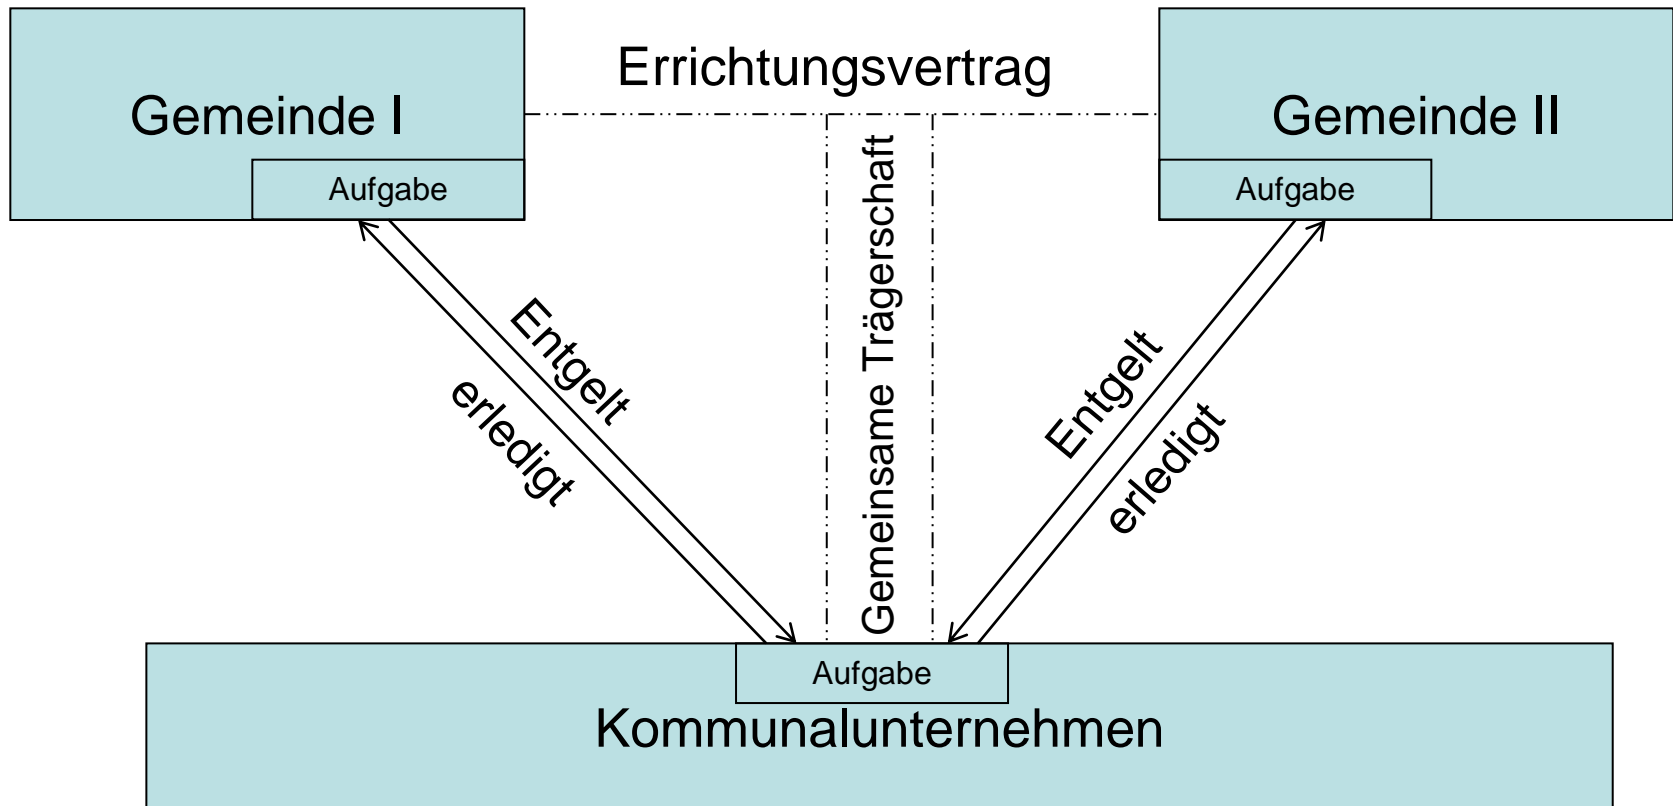 Errichtungsvertrag
Gemeinde I
Gemeinde II
Aufgabe
Aufgabe
Gemeinsame Trägerschaft
Entgelt
erledigt
Entgelt
erledigt
Aufgabe
Kommunalunternehmen